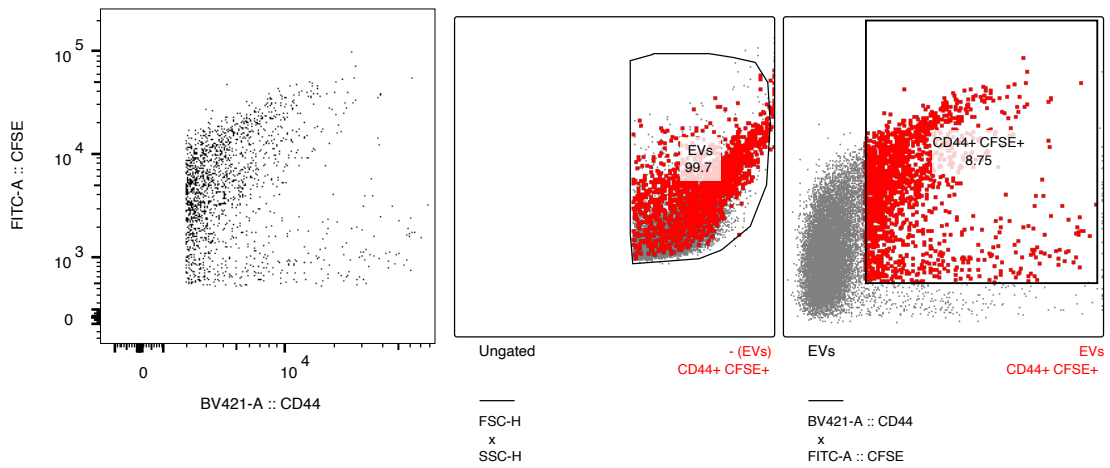 FITC-A :: CFSE
10^5
10^4
10^3
0
0
10^4
BV421-A :: CD44
EVs
99.7
Ungated
- (EVs)
CD44+ CFSE+
FSC-H
x
SSC-H
CD44+ CFSE+
8.75
EVs
EVs
CD44+ CFSE+
BV421-A :: CD44
x
FITC-A :: CFSE